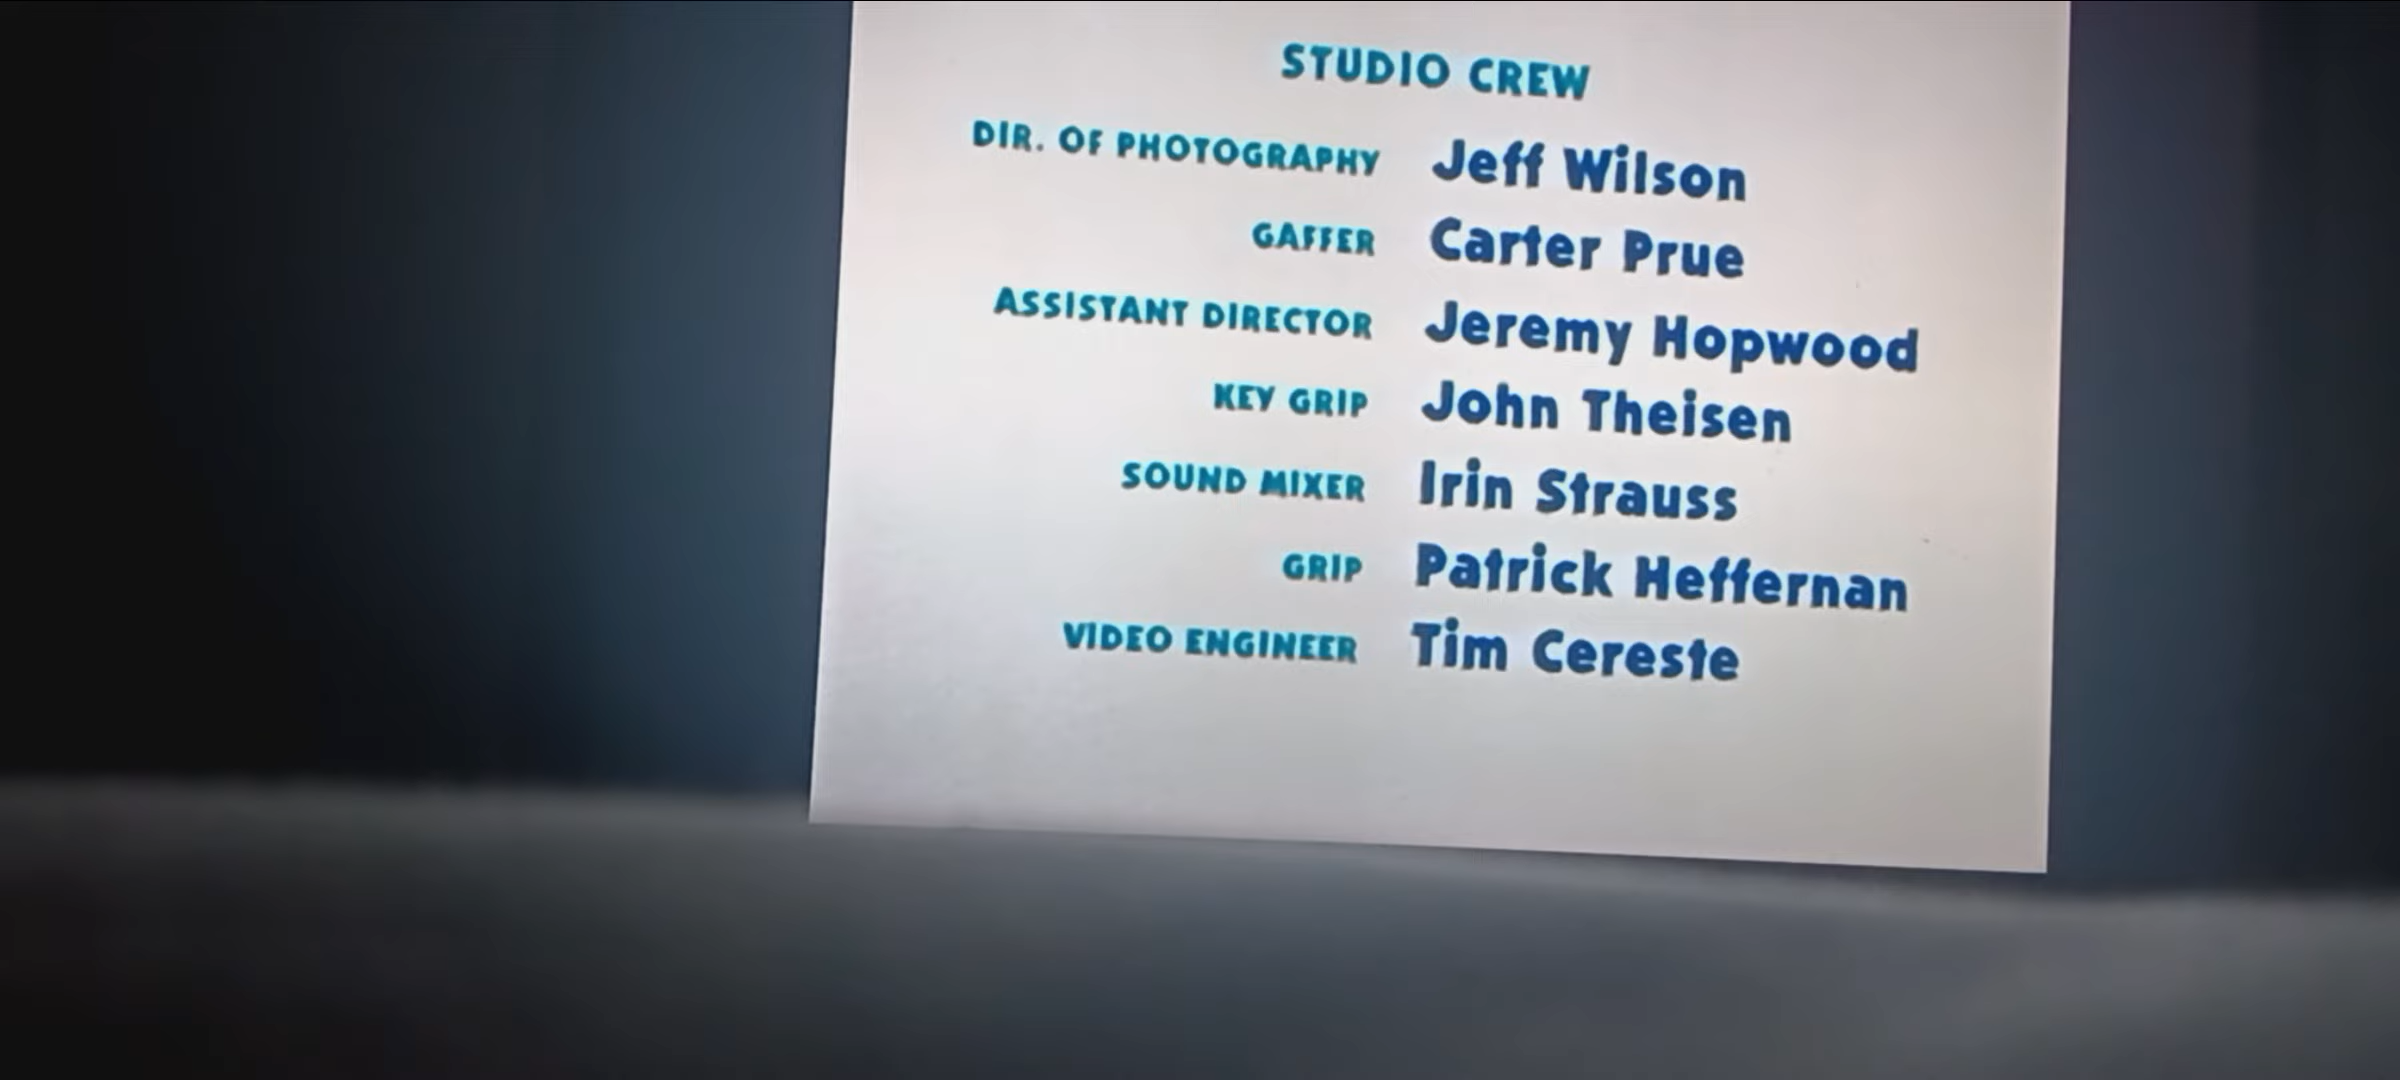 STUDIO CREW
DIR. OF PHOTOGRAPHY Jeff Wilson
GAFFER Carter Prue
ASSISTANT DIRECTOR Jeremy Hopwood
KEY GRIP John Theisen
SOUND MIXER Irin Strauss
GRIP Patrick Heffernan
VIDEO ENGINEER Tim Cereste